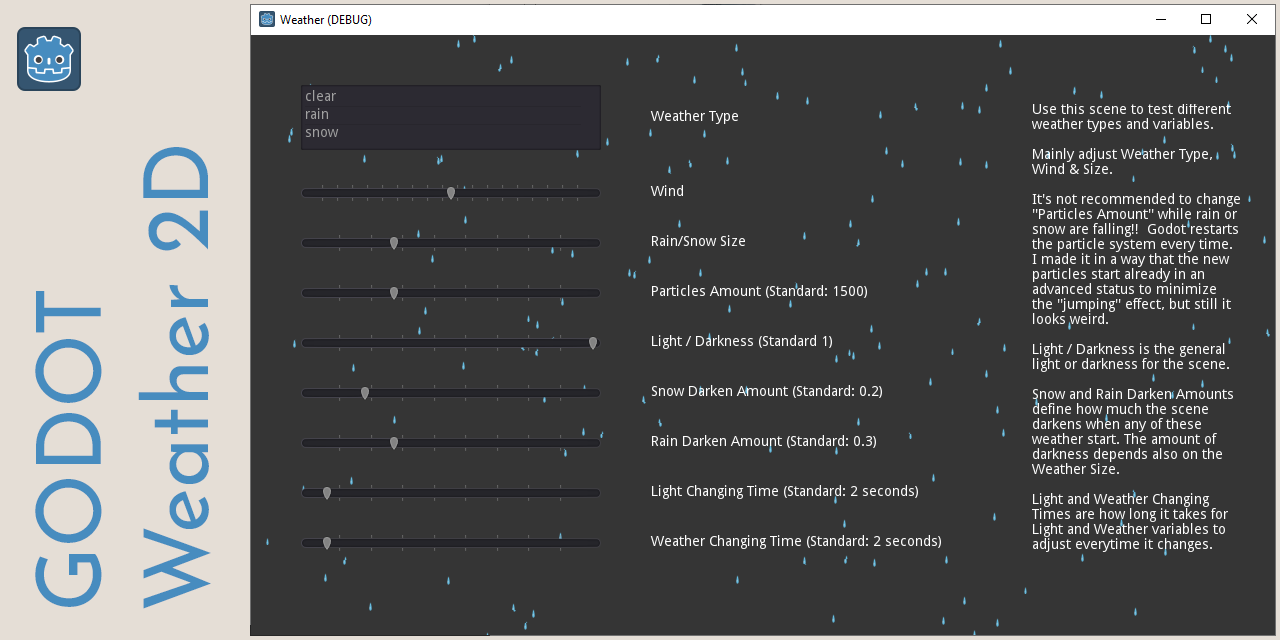 GODOT
Weather 2D
Weather (DEBUG)
clear
rain
snow
Weather Type
Wind
Rain/Snow Size
Particles Amount (Standard: 1500)
Light / Darkness (Standard 1)
Snow Darken Amount (Standard: 0.2)
Rain Darken Amount (Standard: 0.3)
Light Changing Time (Standard: 2 seconds)
Weather Changing Time (Standard: 2 seconds)
Use this scene to test different
weather types and variables.
Mainly adjust Weather Type,
Wind & Size.
It's not recommended to change
"Particles Amount" while rain or
snow are falling!!  Godot restarts
the particle system every time.
I made it in a way that the new
particles start already in an
advanced status to minimize
the "jumping" effect, but still it
looks weird.
Light / Darkness is the general
light or darkness for the scene.
Snow and Rain Darken Amounts
define how much the scene
darkens when any of these
weather start. The amount of
darkness depends also on the
Weather Size.
Light and Weather Changing
Times are how long it takes for
Light and Weather variables to
adjust everytime it changes.